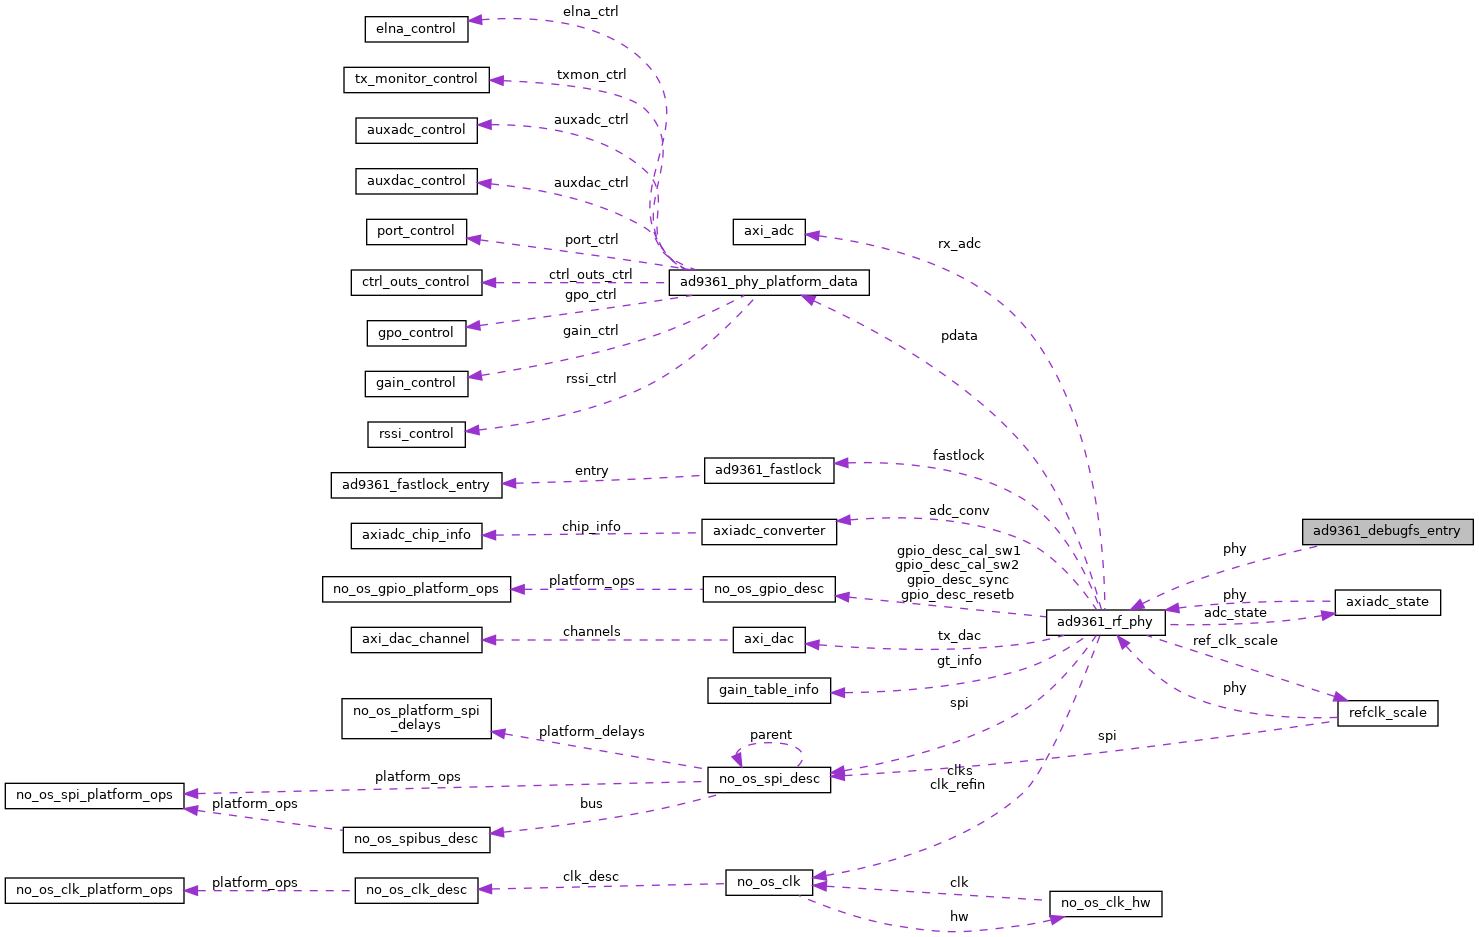 elna_ctrl
elna_control
txmon_ctrl
tx_monitor_control
auxadc_ctrl
auxadc_control
auxdac_ctrl
auxdac_control
port_ctrl
port_control
axi_adc
rx_adc
ctrl_outs_ctrl
ctrl_outs_control
ad9361_phy_platform_data
gpo_ctrl
gpo_control
gain_ctrl
pdata
gain_control
rssi_ctrl
rssi_control
fastlock
entry
ad9361_fastlock
ad9361_fastlock_entry
adc_conv
chip_info
axiadc_chip_info
axiadc_converter
ad9361_debugfs_entry
phy
gpio_desc_cal_sw1
gpio_desc_cal_sw2
gpio_desc_sync
gpio_desc_resetb
platform_ops
no_os_gpio_platform_ops
no_os_gpio_desc
phy
axiadc_state
adc_state
ad9361_rf_phy
channels
axi_dac_channel
axi_dac
tx_dac
ref_clk_scale
gt_info
gain_table_info
phy
spi
refclk_scale
no_os_platform_spi
_delays
platform_delays
parent
spi
no_os_spi_desc
clks
clk_refin
platform_ops
no_os_spi_platform_ops
platform_ops
bus
no_os_spibus_desc
clk_desc
no_os_clk
clk
platform_ops
no_os_clk_platform_ops
no_os_clk_desc
no_os_clk_hw
hw